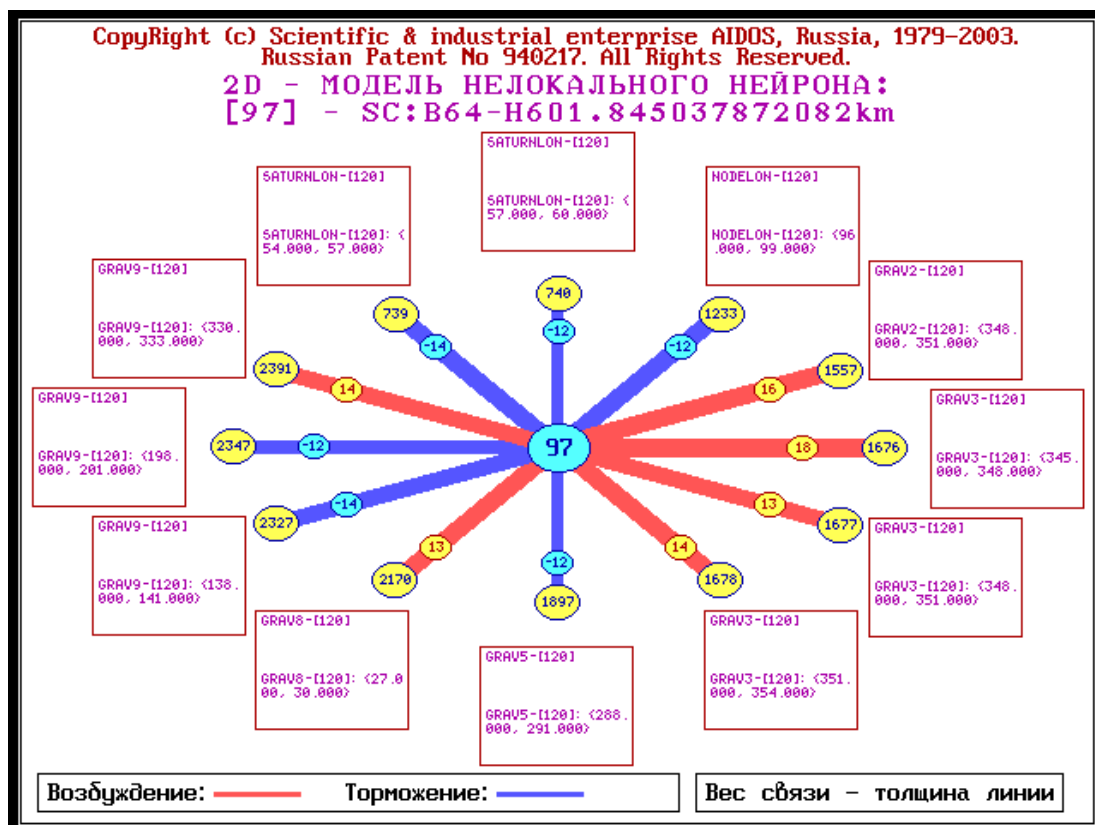 CopyRight (c) Scientific & industrial enterprise AIDOS, Russia, 1979-2003.
Russian Patent No 940217. All Rights Reserved.
2D - МОДЕЛЬ НЕЛОКАЛЬНОГО НЕЙРОНА:
[97] - SC:B64-H601.845037872082km
SATURNLON-[120]
SATURNLON-[120]: {
57.000, 60.000}
SATURNLON-[120]
SATURNLON-[120]: {
54.000, 57.000}
NODELON-[120]
NODELON-[120]: {96
.000, 99.000}
GRAV9-[120]
GRAV9-[120]: {330.
000, 333.000}
GRAV2-[120]
GRAV2-[120]: {348.
000, 351.000}
GRAV9-[120]
GRAV9-[120]: {198.
000, 201.000}
GRAV3-[120]
GRAV3-[120]: {345.
000, 348.000}
GRAV9-[120]
GRAV9-[120]: {138.
000, 141.000}
GRAV3-[120]
GRAV3-[120]: {348.
000, 351.000}
GRAV8-[120]
GRAV8-[120]: {27.0
00, 30.000}
GRAV5-[120]
GRAV5-[120]: {288.
000, 291.000}
GRAV3-[120]
GRAV3-[120]: {351.
000, 354.000}
740
739
1233
-12
-14
-12
2391
1557
14
16
2347
-12
97
18
1676
2327
-14
13
1677
13
14
2170
-12
1678
1897
Возбуждение:
Торможение:
Вес связи - толщина линии